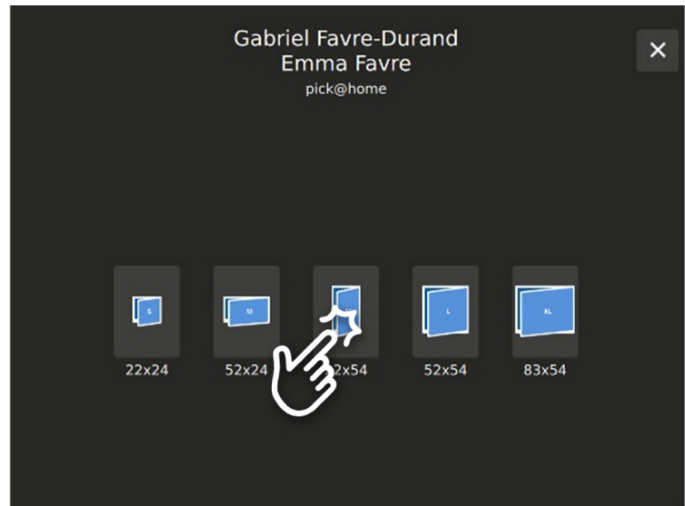 Gabriel Favre-Durand
Emma Favre
pick@home
×
S
M
L
XL
22x24
52x24
52x54
83x54